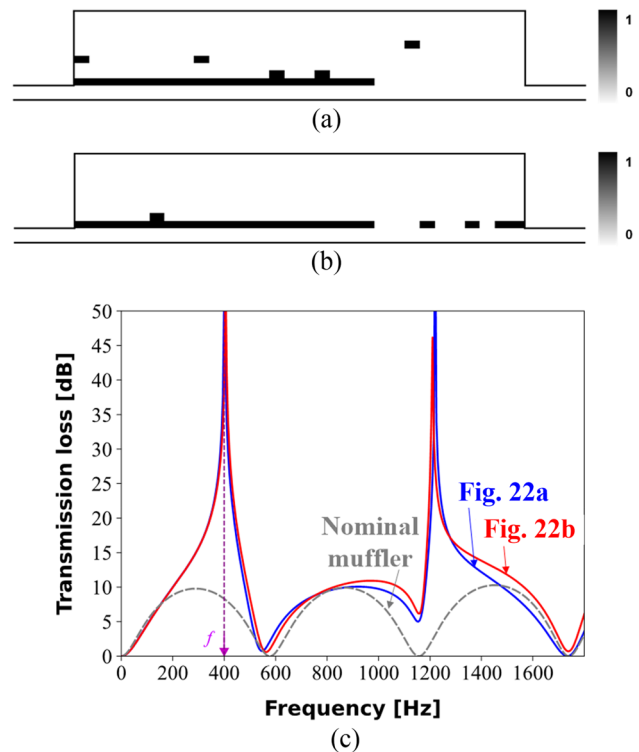 1
0
(a)
1
0
(b)
50
45
40
35
30
25
20
15
10
5
0
Transmission loss [dB]
Nominal
muffler
Fig. 22a
Fig. 22b
f
0 200 400 600 800 1000 1200 1400 1600
Frequency [Hz]
(c)